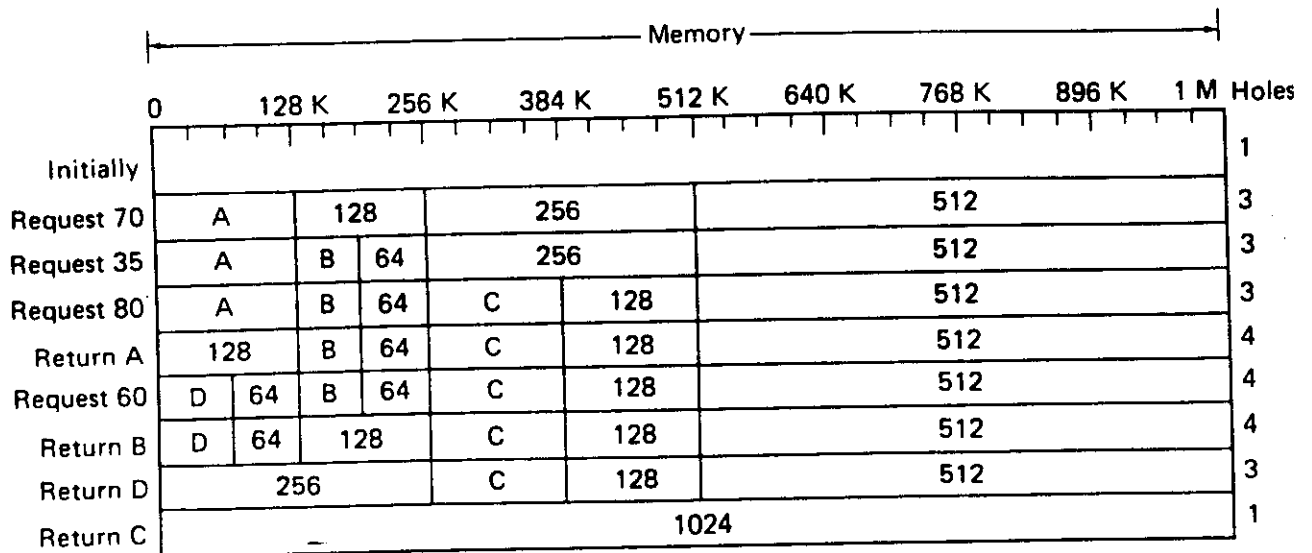 Memory
0 128 K 256 K 384 K 512 K 640 K 768 K 896 K 1 M Holes
Initially 1
Request 70 A 128 256 512 3
Request 35 A B 64 256 512 3
Request 80 A B 64 C 128 512 3
Return A 128 B 64 C 128 512 4
Request 60 D 64 B 64 C 128 512 4
Return B D 64 128 C 128 512 4
Return D 256 C 128 512 3
Return C 1024 1